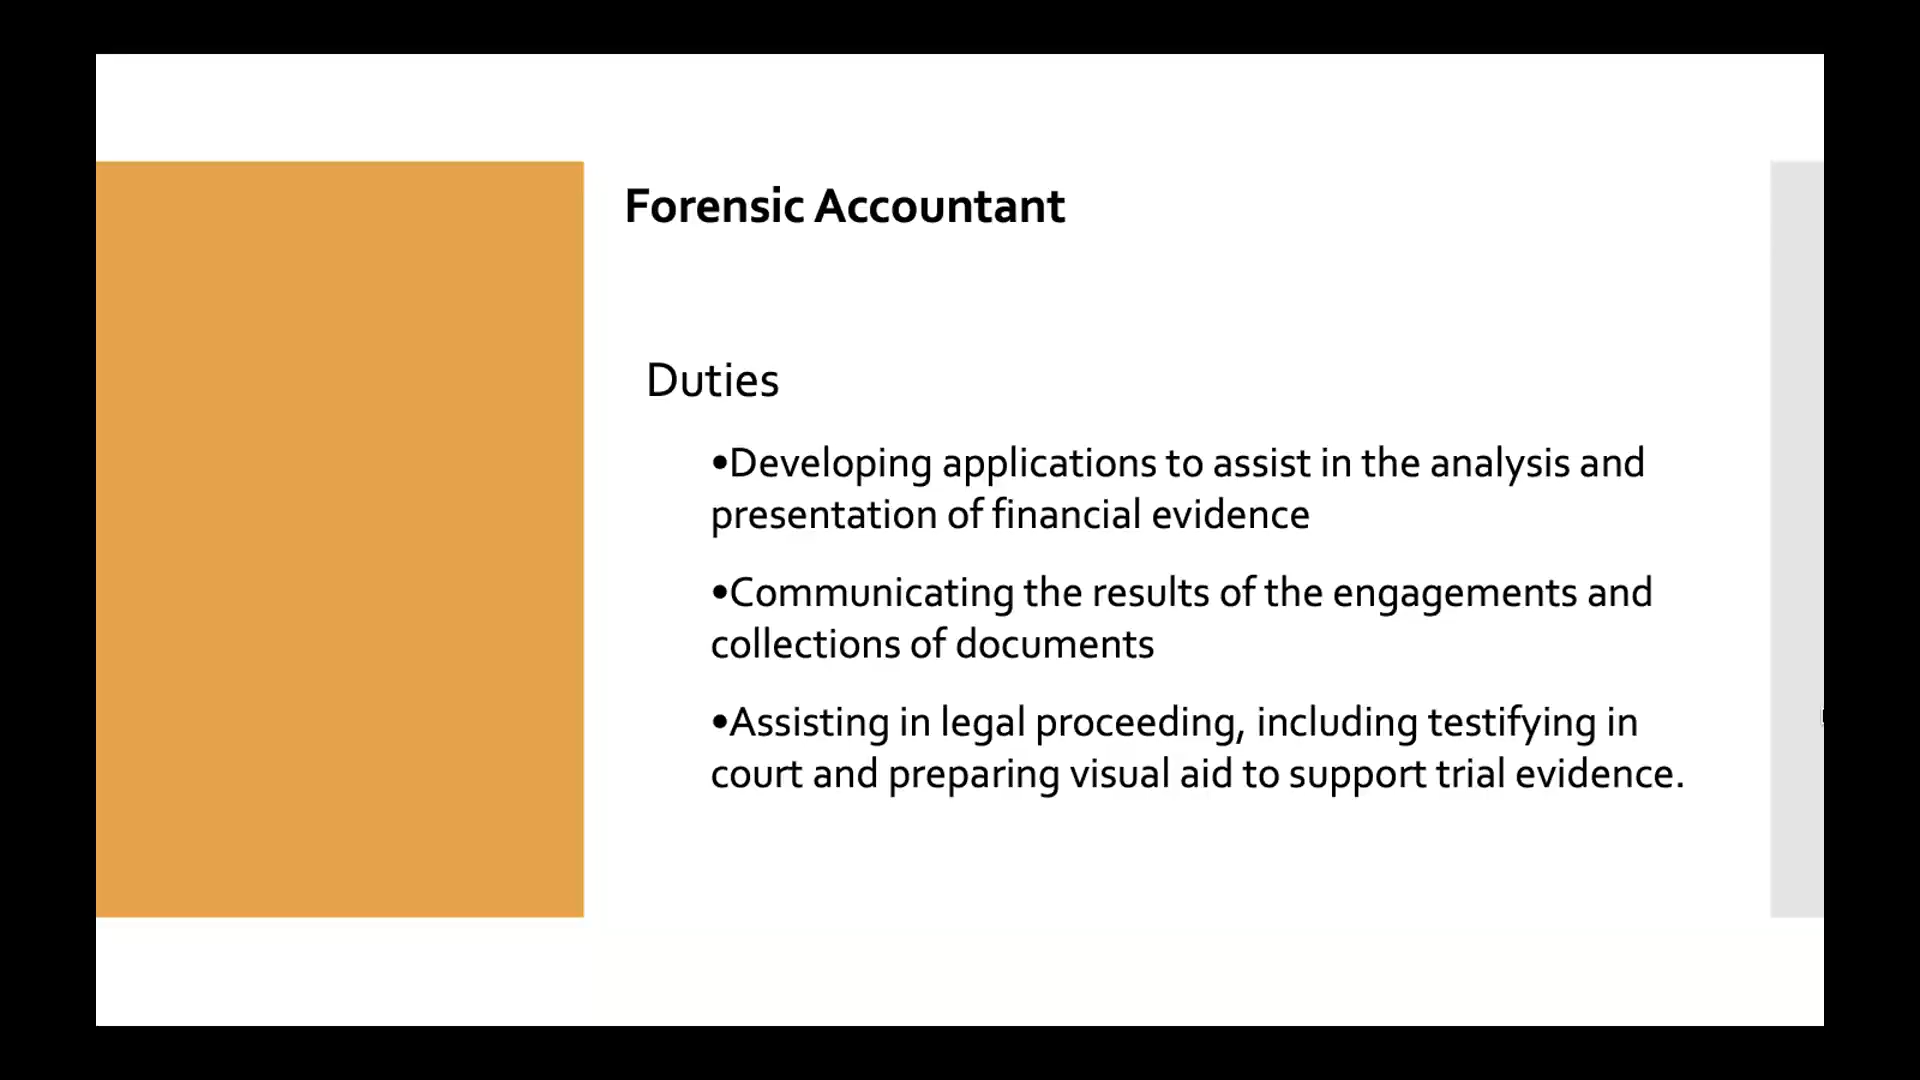 Forensic Accountant
Duties
•Developing applications to assist in the analysis and
presentation of financial evidence
•Communicating the results of the engagements and
collections of documents
•Assisting in legal proceeding, including testifying in
court and preparing visual aid to support trial evidence.